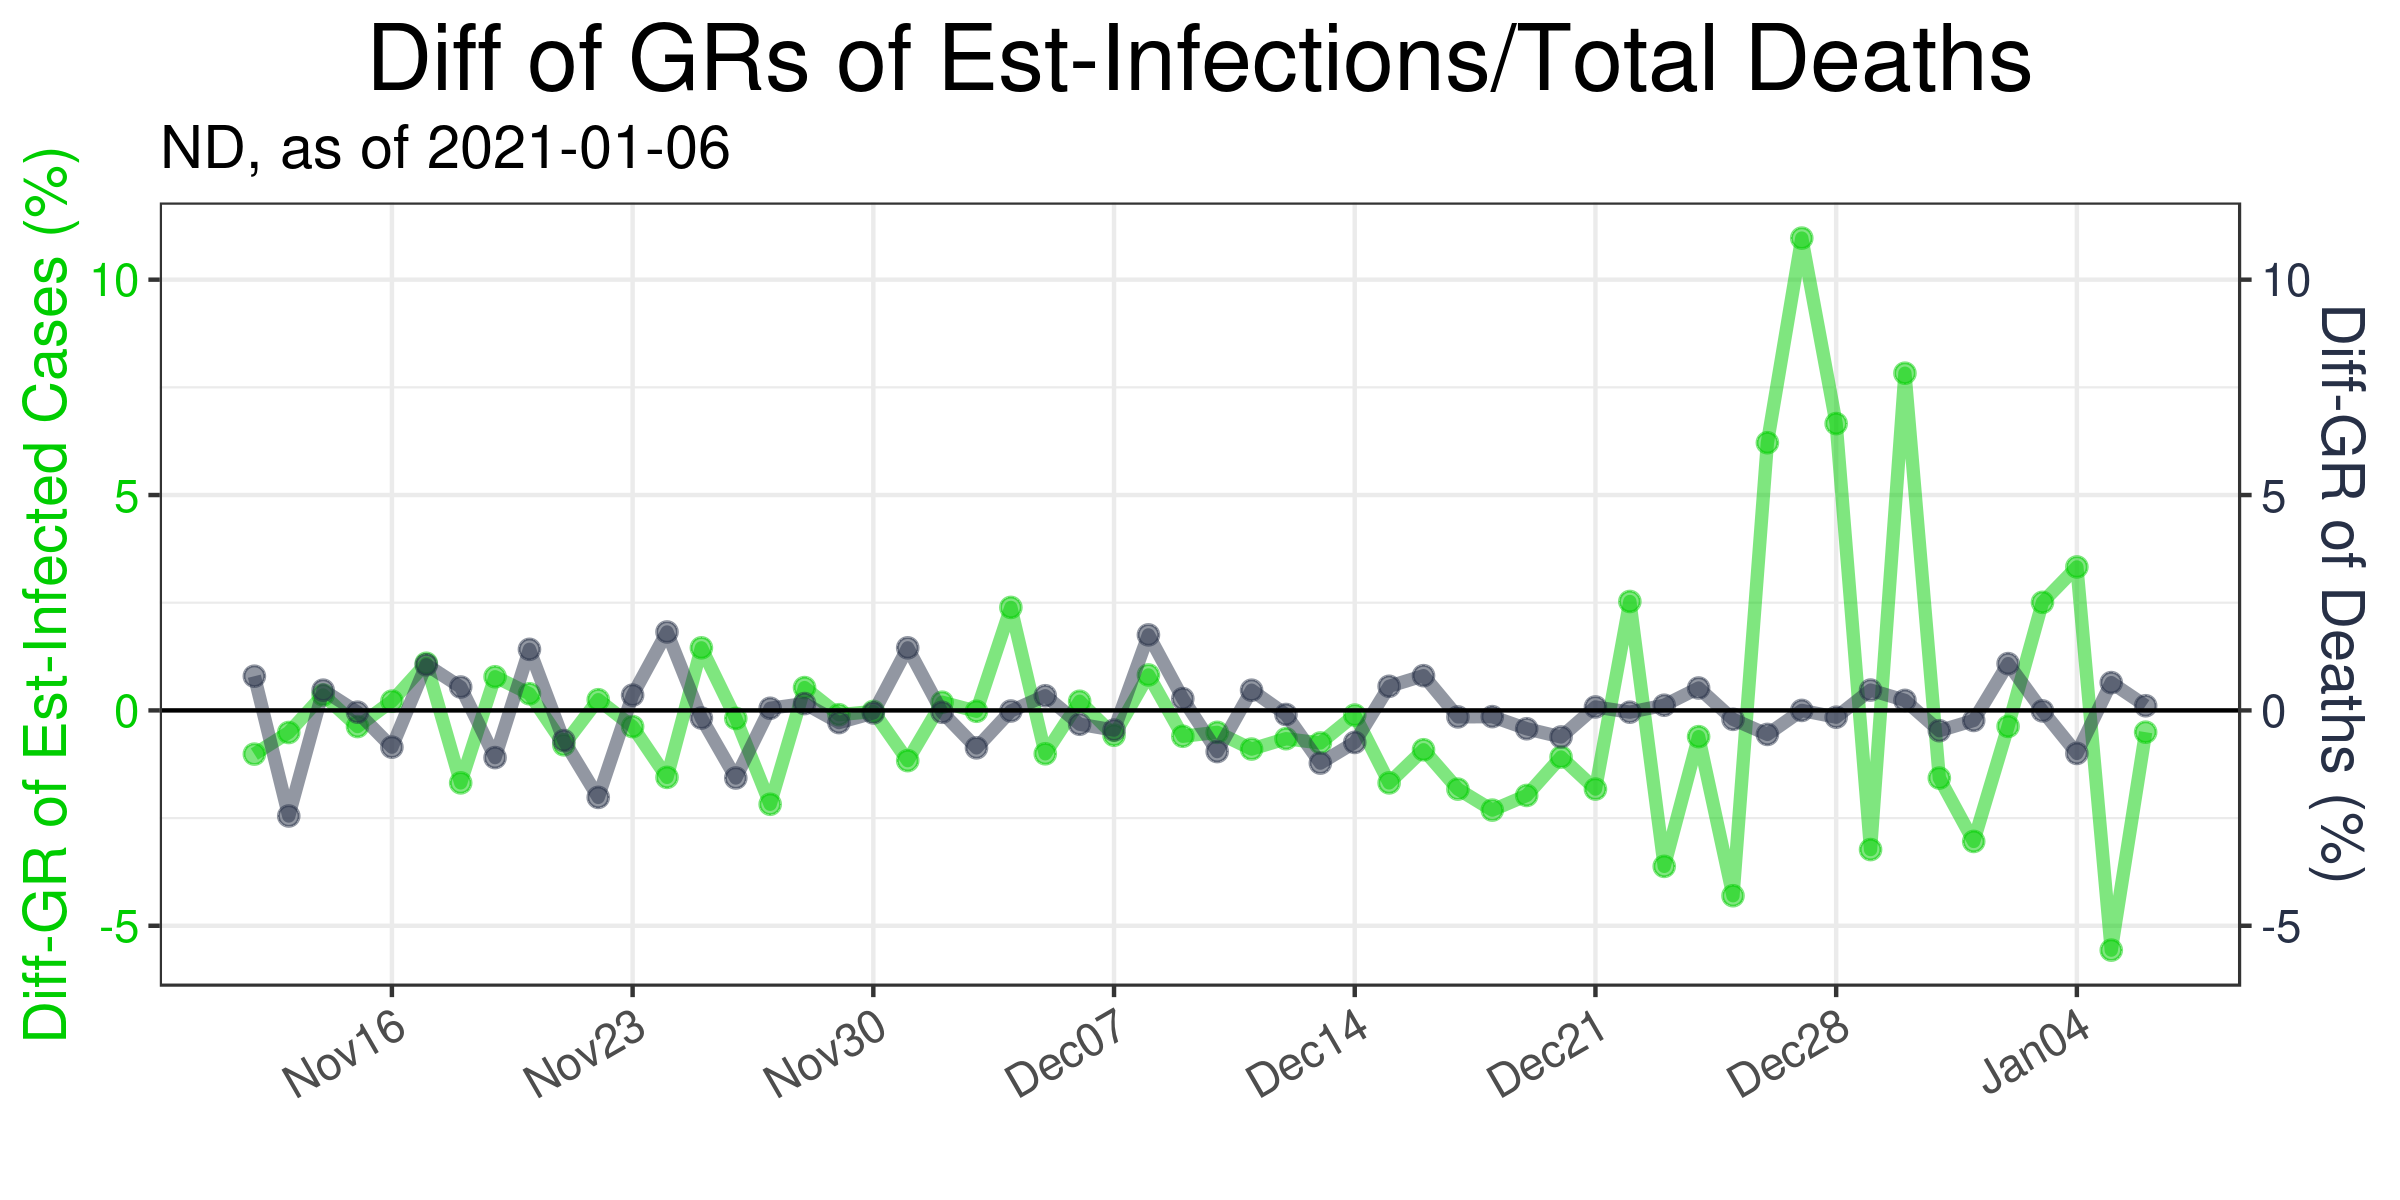 Diff of GRs of Est-Infections/Total Deaths
ND, as of 2021-01-06
Diff-GR of Est-Infected Cases (%)
10
5
0
-5
10
5
0
-5
Diff-GR of Deaths (%)
Nov16
Nov23
Nov30
Dec07
Dec14
Dec21
Dec28
Jan04